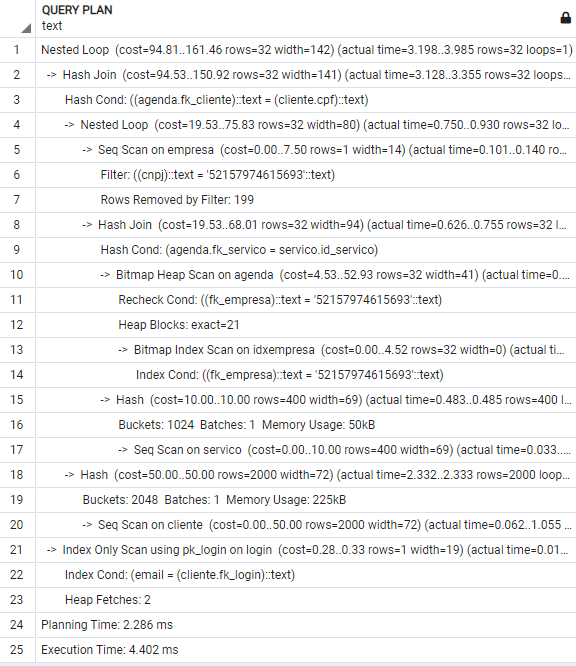 QUERY PLAN
text
1 Nested Loop (cost=94.81..161.46 rows=32 width=142) (actual time=3.198..3.985 rows=32 loops=1)
2 -> Hash Join (cost=94.53..150.92 rows=32 width=141) (actual time=3.128..3.355 rows=32 loops...
3 Hash Cond: ((agenda.fk_cliente)::text = (cliente.cpf)::text)
4 -> Nested Loop (cost=19.53..75.83 rows=32 width=80) (actual time=0.750..0.930 rows=32 lo...
5 -> Seq Scan on empresa (cost=0.00..7.50 rows=1 width=14) (actual time=0.101..0.140 ro...
6 Filter: ((cnpj)::text = '52157974615693'::text)
7 Rows Removed by Filter: 199
8 -> Hash Join (cost=19.53..68.01 rows=32 width=94) (actual time=0.626..0.755 rows=32 l...
9 Hash Cond: (agenda.fk_servico = servico.id_servico)
10 -> Bitmap Heap Scan on agenda (cost=4.53..52.93 rows=32 width=41) (actual time=0....
11 Recheck Cond: ((fk_empresa)::text = '52157974615693'::text)
12 Heap Blocks: exact=21
13 -> Bitmap Index Scan on idxempresa (cost=0.00..4.52 rows=32 width=0) (actual ti...
14 Index Cond: ((fk_empresa)::text = '52157974615693'::text)
15 -> Hash (cost=10.00..10.00 rows=400 width=69) (actual time=0.483..0.485 rows=400 l...
16 Buckets: 1024 Batches: 1 Memory Usage: 50kB
17 -> Seq Scan on servico (cost=0.00..10.00 rows=400 width=69) (actual time=0.033.....
18 -> Hash (cost=50.00..50.00 rows=2000 width=72) (actual time=2.332..2.333 rows=2000 loop...
19 Buckets: 2048 Batches: 1 Memory Usage: 225kB
20 -> Seq Scan on cliente (cost=0.00..50.00 rows=2000 width=72) (actual time=0.062..1.055 ...
21 -> Index Only Scan using pk_login on login (cost=0.28..0.33 rows=1 width=19) (actual time=0.01...
22 Index Cond: (email = (cliente.fk_login)::text)
23 Heap Fetches: 2
24 Planning Time: 2.286 ms
25 Execution Time: 4.402 ms